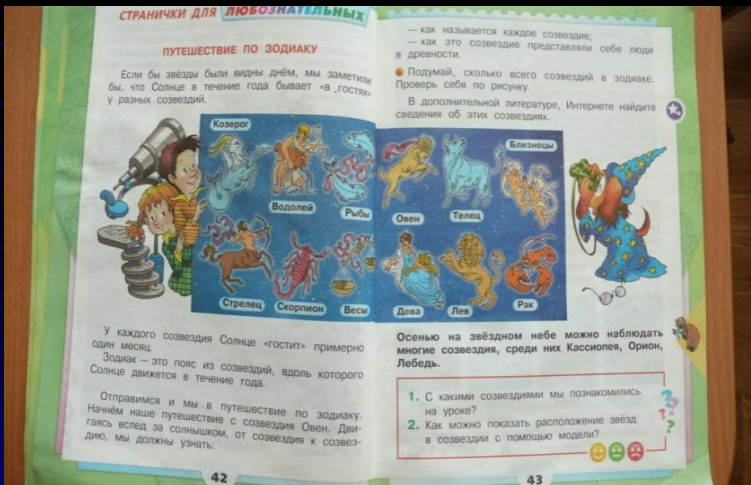 СТРАНИЧКИ ДЛЯ ЛЮБОЗНАТЕЛЬНЫХ
ПУТЕШЕСТВИЕ ПО ЗОДИАКУ
Если бы звёзды были видны днём, мы заметили
бы, что Солнце в течение года бывает «в гостях»
у разных созвездий.
Козерог
Водолей
Рыбы
Стрелец
Скорпион
Весы
У каждого созвездия Солнце «гостит» примерно
один месяц.
Зодиак — это пояс из созвездий, вдоль которого
Солнце движется в течение года.
Отправимся и мы в путешествие по зодиаку.
Начнём наше путешествие с созвездия Овен. Дви-
гаясь вслед за солнышком, от созвездия к созвез-
дию, мы должны узнать:
42
— как называется каждое созвездие;
— как это созвездие представляли себе люди
в древности.
Подумай, сколько всего созвездий в зодиаке.
Проверь себя по рисунку.
В дополнительной литературе, Интернете найдите
сведения об этих созвездиях.
Близнецы
Овен
Телец
Дева
Лев
Рак
Осенью на звёздном небе можно наблюдать
многие созвездия, среди них Кассиопея, Орион,
Лебедь.
1. С какими созвездиями мы познакомились
на уроке?
2. Как можно показать расположение звёзд
в созвездии с помощью модели?
? ? ?
43